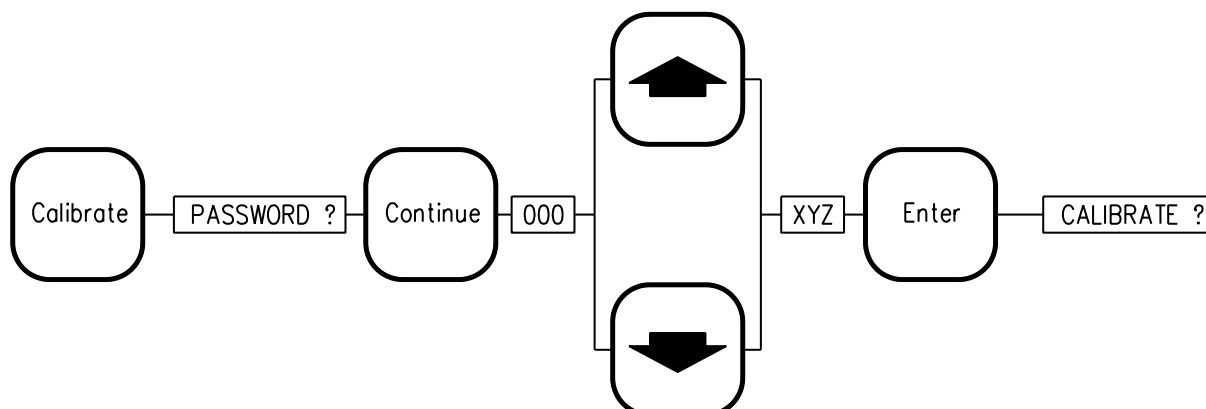 Calibrate
PASSWORD ?
Continue
000
XYZ
Enter
CALIBRATE ?